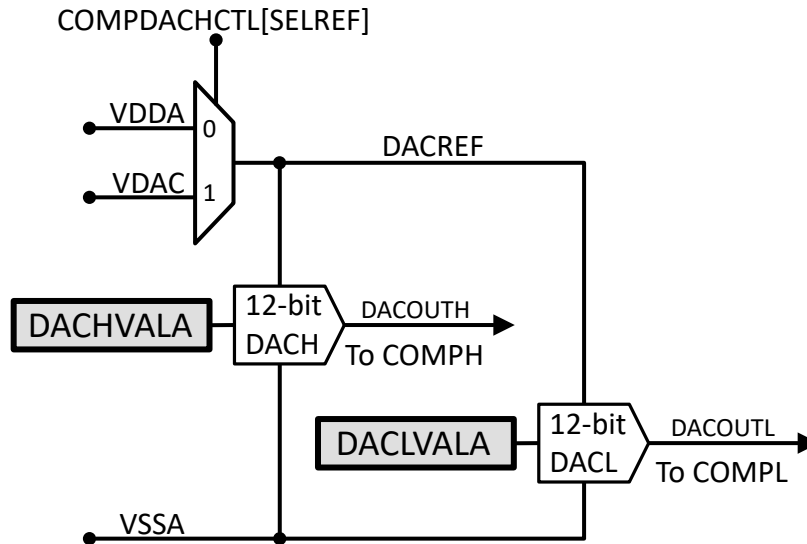 COMPDACHCTL[SELREF]
VDDA
0
DACREF
VDAC
1
DACHVALA
12-bit
DACH
DACOUTH
To COMPH
DACLVALA
12-bit
DACL
DACOUTL
To COMPL
VSSA